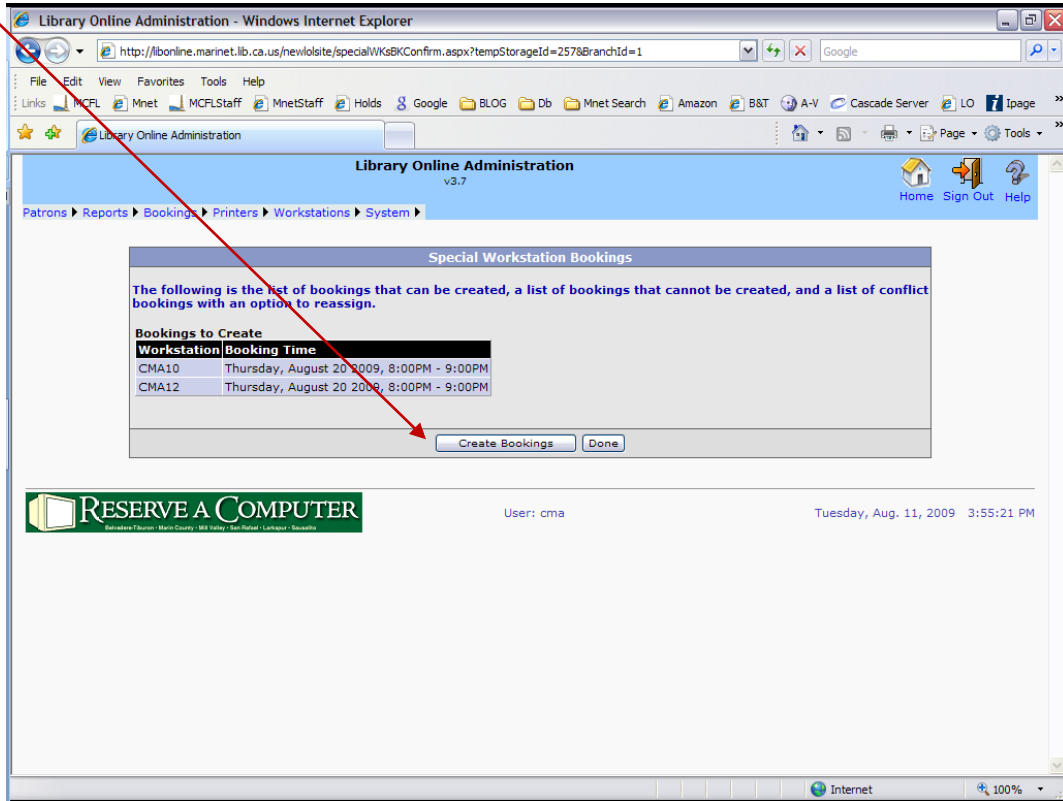 Library Online Administration - Windows Internet Explorer
http://libonline.marinet.lib.ca.us/newlolsite/specialWKsBKConfirm.aspx?tempStorageId=257&BranchId=1
Google
File Edit View Favorites Tools Help
Links MCFL Mnet MCFLStaff MnetStaff Holds Google BLOG Db Mnet Search Amazon B&T A-V Cascade Server LO Ipage »
Library Online Administration Page Tools »
Library Online Administration
v3.7
Home Sign Out Help
Patrons Reports Bookings Printers Workstations System
Special Workstation Bookings
The following is the list of bookings that can be created, a list of bookings that cannot be created, and a list of conflict
bookings with an option to reassign.
Bookings to Create
Workstation Booking Time
CMA10 Thursday, August 20 2009, 8:00PM - 9:00PM
CMA12 Thursday, August 20 2009, 8:00PM - 9:00PM
Create Bookings Done
RESERVE A COMPUTER
Belvedere-Tiburon · Marin County · Mill Valley · San Rafael · Larkspur · Sausalito
User: cma
Tuesday, Aug. 11, 2009 3:55:21 PM
Internet 100%